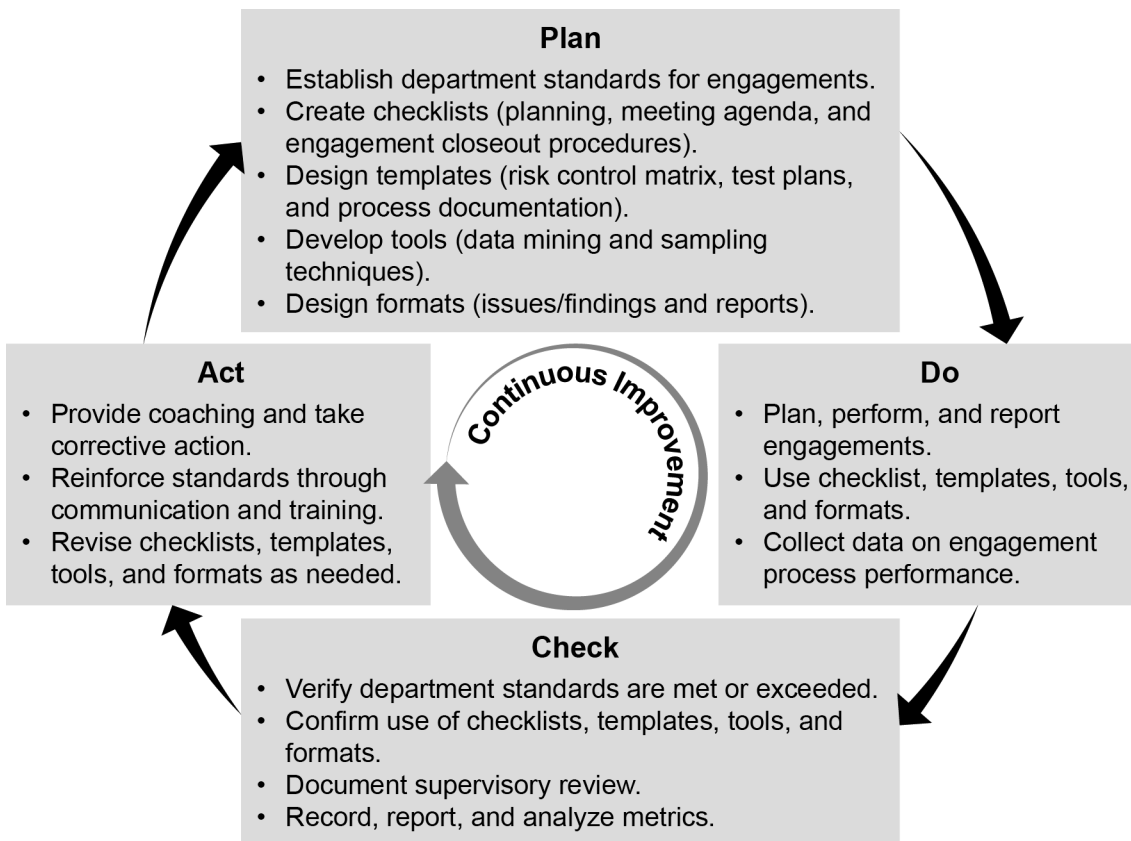 Plan
• Establish department standards for engagements.
• Create checklists (planning, meeting agenda, and
engagement closeout procedures).
• Design templates (risk control matrix, test plans,
and process documentation).
• Develop tools (data mining and sampling
techniques).
• Design formats (issues/findings and reports).
Act
• Provide coaching and take
corrective action.
• Reinforce standards through
communication and training.
• Revise checklists, templates,
tools, and formats as needed.
Continuous Improvement
Do
• Plan, perform, and report
engagements.
• Use checklist, templates, tools,
and formats.
• Collect data on engagement
process performance.
Check
• Verify department standards are met or exceeded.
• Confirm use of checklists, templates, tools, and
formats.
• Document supervisory review.
• Record, report, and analyze metrics.